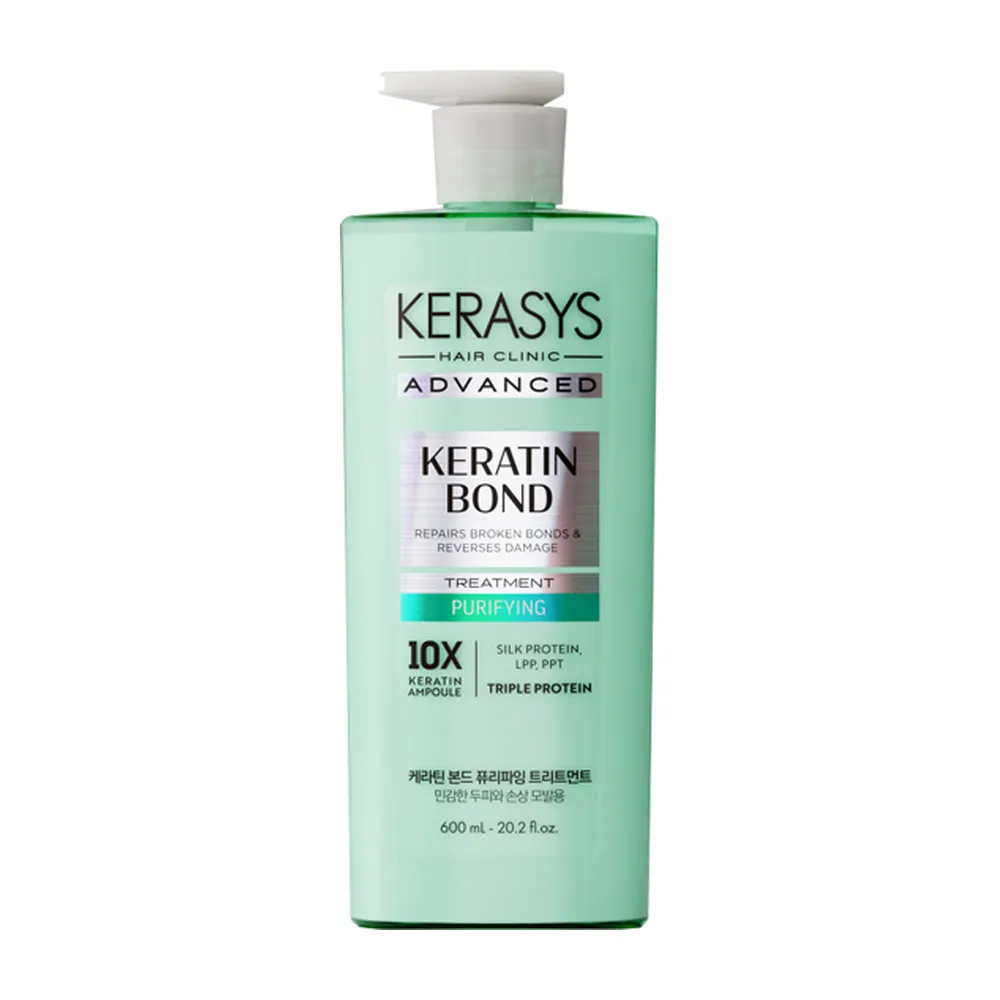 KERASYS
HAIR CLINIC
ADVANCED
KERATIN
BOND
REPAIRS BROKEN BONDS &
REVERSES DAMAGE
TREATMENT
PURIFYING
10X
KERATIN
AMPOULE
SILK PROTEIN,
LPP, PPT
TRIPLE PROTEIN
케라틴 본드 퓨리파잉 트리트먼트
민감한 두피와 손상 모발용
600 mL - 20.2 fl.oz.